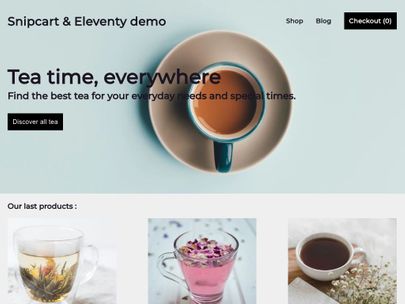 Snipcart & Eleventy demo
Shop
Blog
Checkout (0)
Tea time, everywhere
Find the best tea for your everyday needs and special times.
Discover all tea
Our last products :